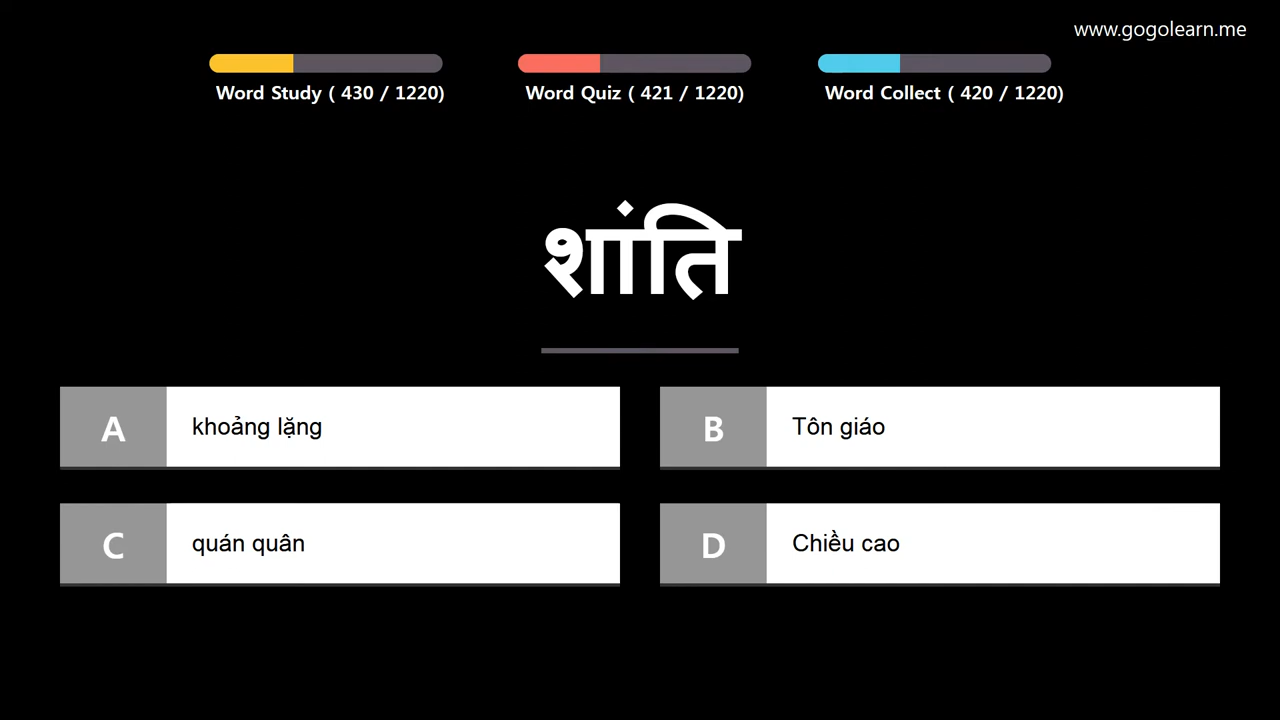 www.gogolearn.me
Word Study ( 430 / 1220)
Word Quiz ( 421 / 1220)
Word Collect ( 420 / 1220)
शांति
A khoảng lặng
B Tôn giáo
C quán quân
D Chiều cao